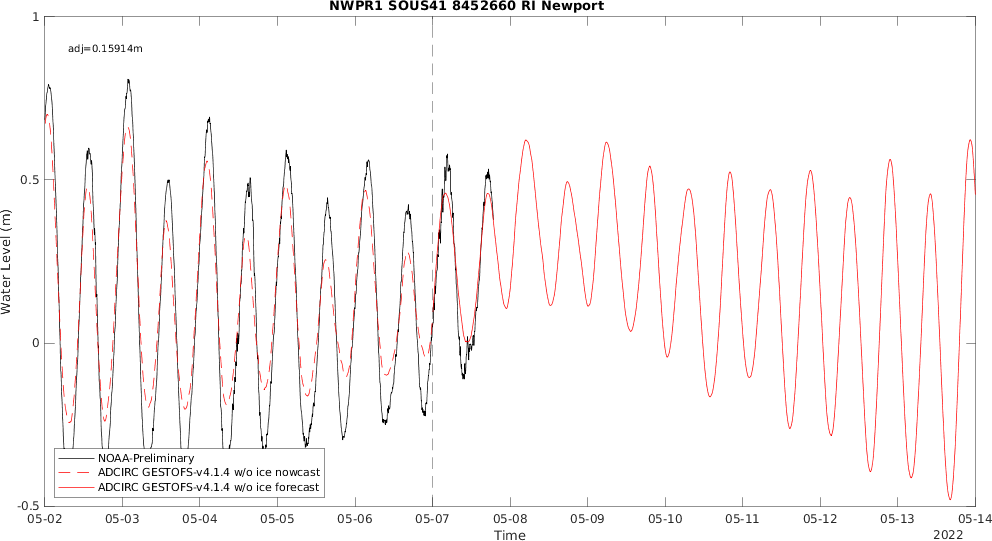 NWPR1 SOUS41 8452660 RI Newport
adj=0.15914m
1
0.5
0
-0.5
Water Level (m)
NOAA-Preliminary
ADCIRC GESTOFS-v4.1.4 w/o ice nowcast
ADCIRC GESTOFS-v4.1.4 w/o ice forecast
05-02 05-03 05-04 05-05 05-06 05-07 05-08 05-09 05-10 05-11 05-12 05-13 05-14
Time
2022